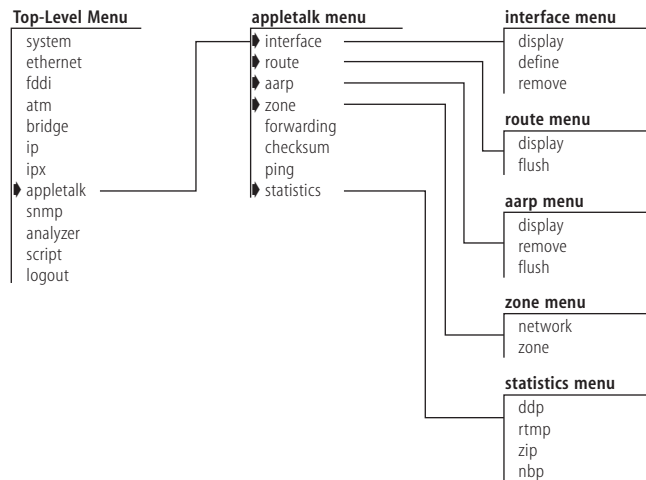 Top-Level Menu
system
ethernet
fddi
atm
bridge
ip
ipx
appletalk
snmp
analyzer
script
logout
appletalk menu
interface
route
aarp
zone
forwarding
checksum
ping
statistics
interface menu
display
define
remove
route menu
display
flush
aarp menu
display
remove
flush
zone menu
network
zone
statistics menu
ddp
rtmp
zip
nbp